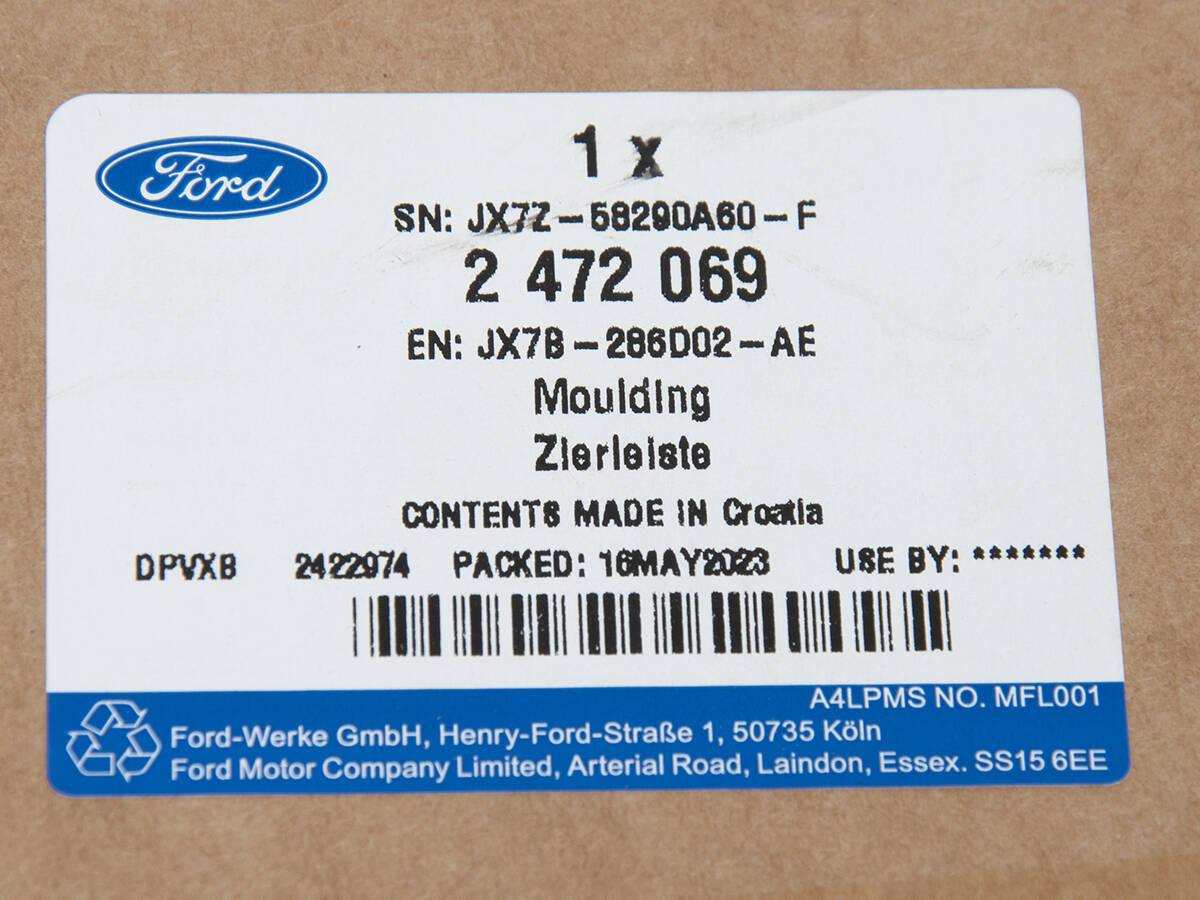 Ford
1 x
SN: JX7Z-58290A60-F
2 472 069
EN: JX7B-286D02-AE
Moulding
Zierleiste
CONTENTS MADE IN Croatia
DPVXB 2422974 PACKED: 16MAY2023 USE BY: *******
A4LPMS NO. MFL001
Ford-Werke GmbH, Henry-Ford-Straße 1, 50735 Köln
Ford Motor Company Limited, Arterial Road, Laindon, Essex. SS15 6EE